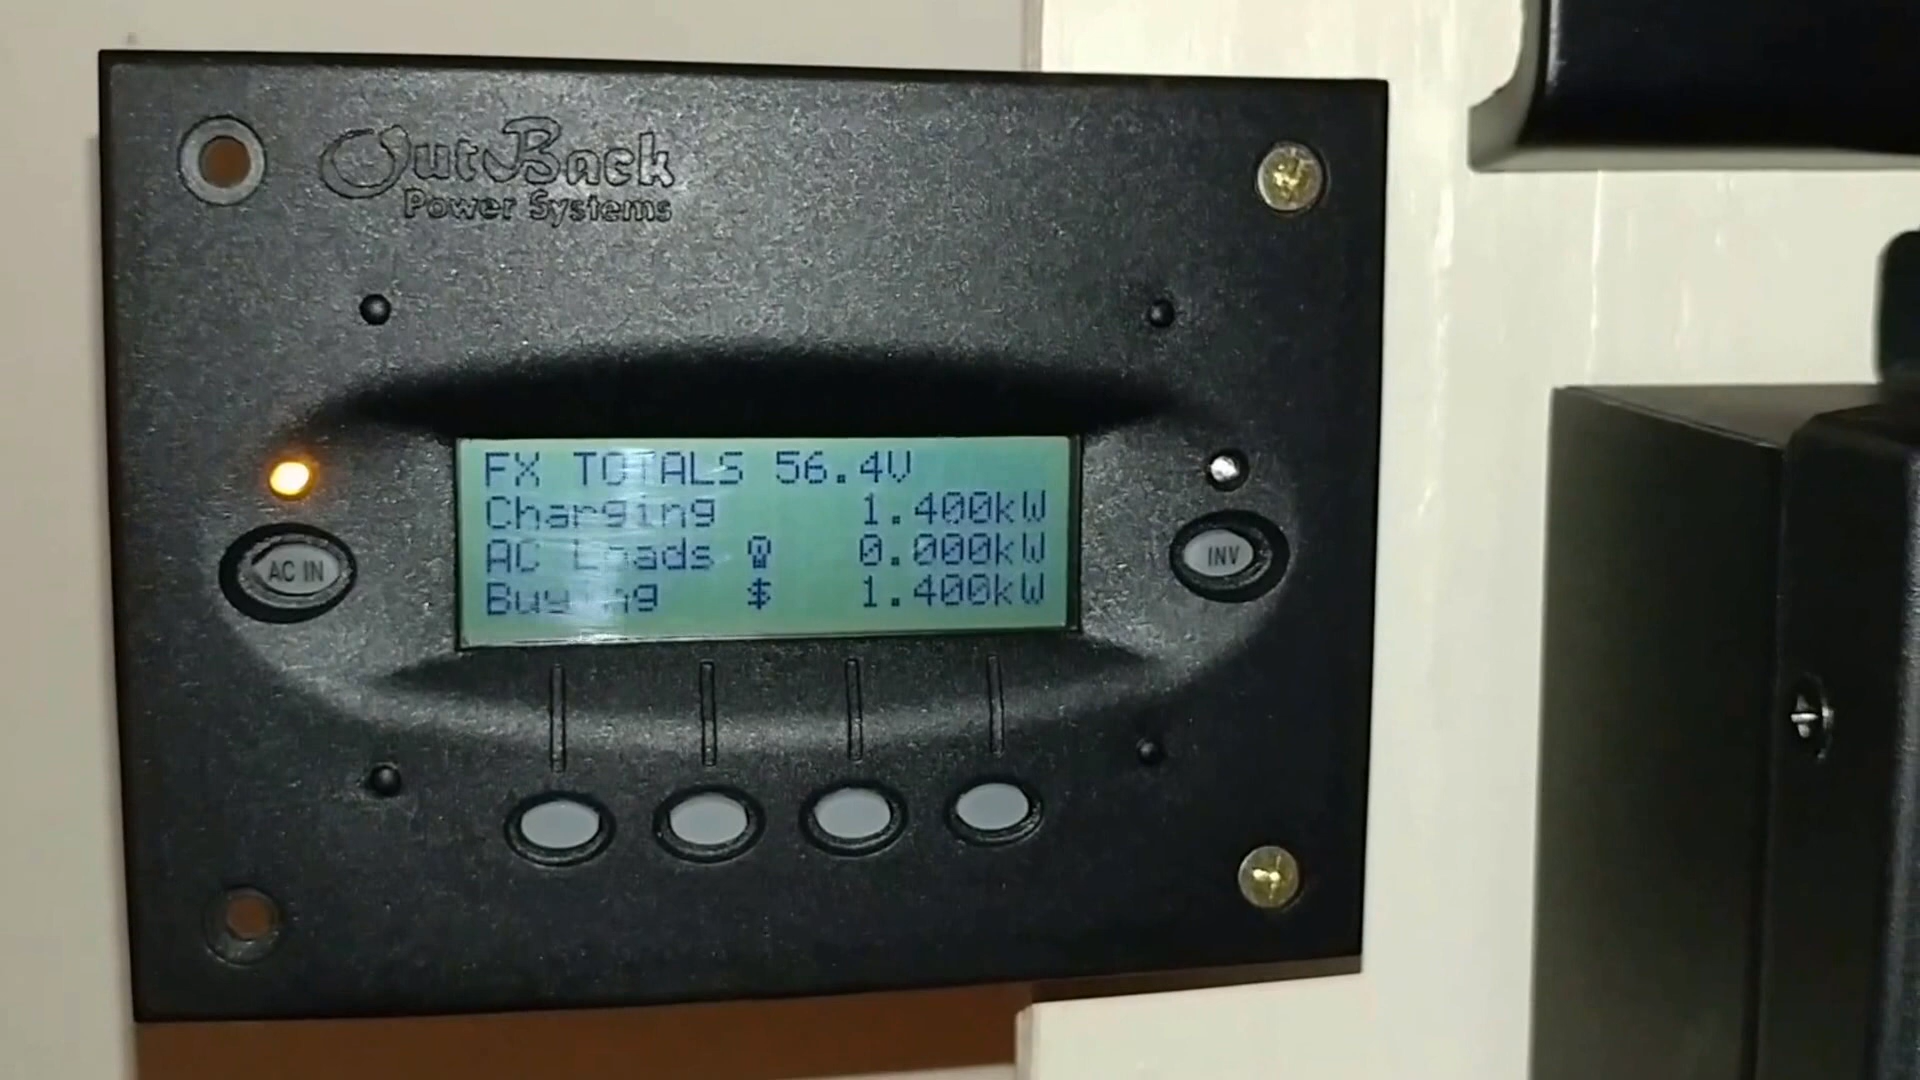 OutBack
Power Systems
FX TOTALS 56.4V
Charging 1.400kW
AC Loads 0.000kW
Buying $ 1.400kW
AC IN
INV